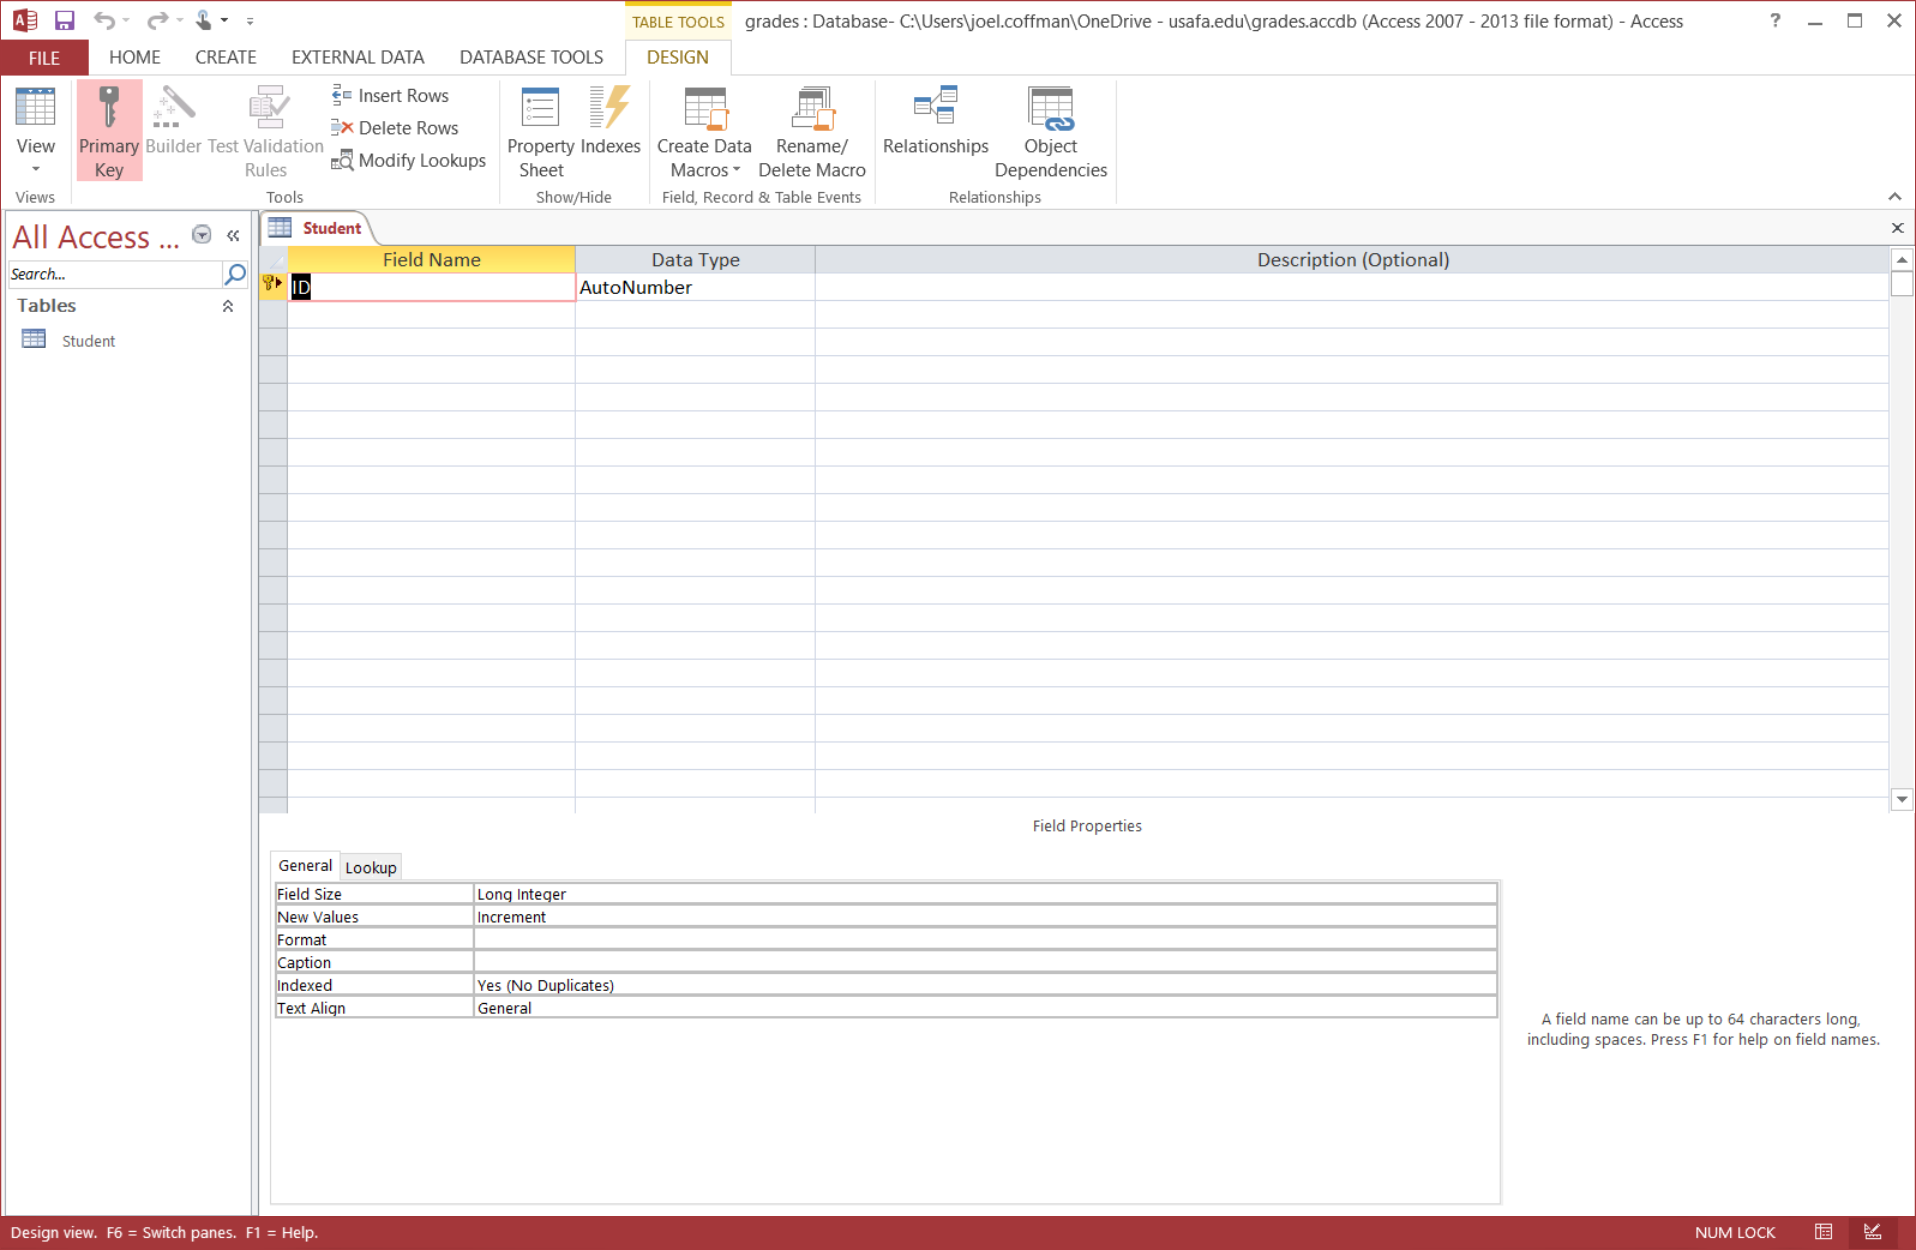 TABLE TOOLS
grades : Database- C:\Users\joel.coffman\OneDrive - usafa.edu\grades.accdb (Access 2007 - 2013 file format) - Access
?
FILE
HOME
CREATE
EXTERNAL DATA
DATABASE TOOLS
DESIGN
View
Primary
Key
Builder
Test Validation
Rules
Insert Rows
Delete Rows
Modify Lookups
Property
Sheet
Indexes
Create Data
Macros
Rename/
Delete Macro
Relationships
Object
Dependencies
Views
Tools
Show/Hide
Field, Record & Table Events
Relationships
All Access ...
Search...
Tables
Student
Student
Field Name
Data Type
Description (Optional)
ID
AutoNumber
Field Properties
General
Lookup
Field Size
Long Integer
New Values
Increment
Format
Caption
Indexed
Yes (No Duplicates)
Text Align
General
A field name can be up to 64 characters long,
including spaces. Press F1 for help on field names.
Design view. F6 = Switch panes. F1 = Help.
NUM LOCK